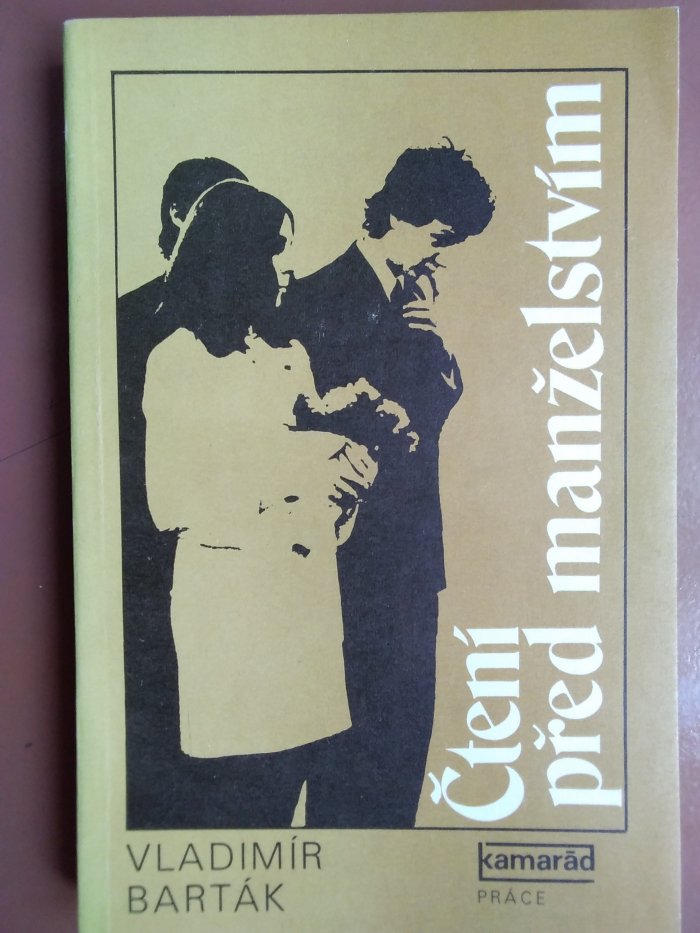 Čtení
před manželstvím
VLADIMÍR
BARTÁK
kamarád
PRÁCE